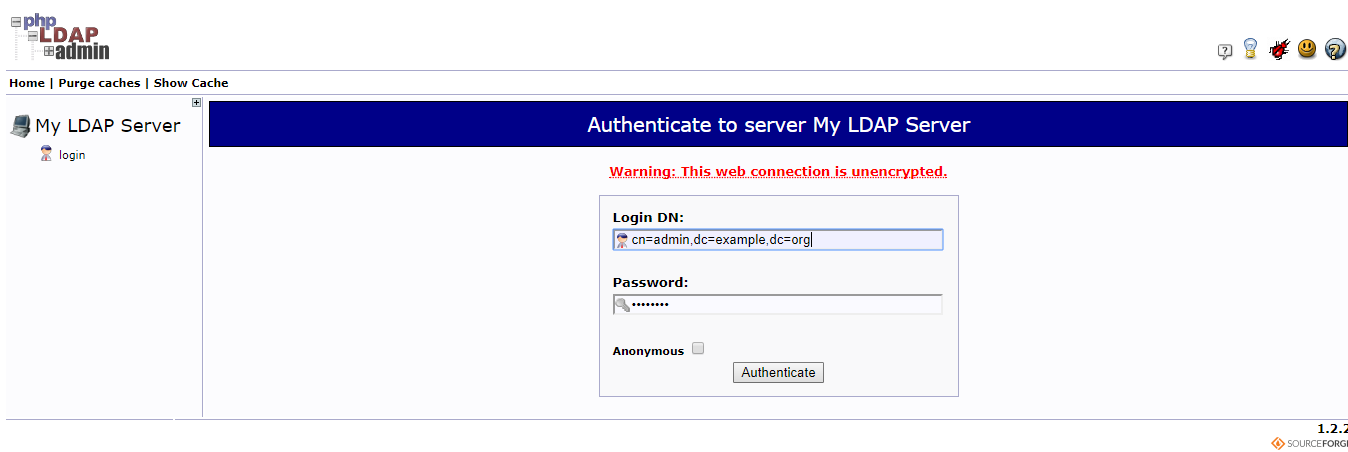 php
LDAP
admin
Home | Purge caches | Show Cache
My LDAP Server
login
Authenticate to server My LDAP Server
Warning: This web connection is unencrypted.
Login DN:
cn=admin,dc=example,dc=org
Password:
••••••••
Anonymous
Authenticate
1.2.2
SOURCEFORGE